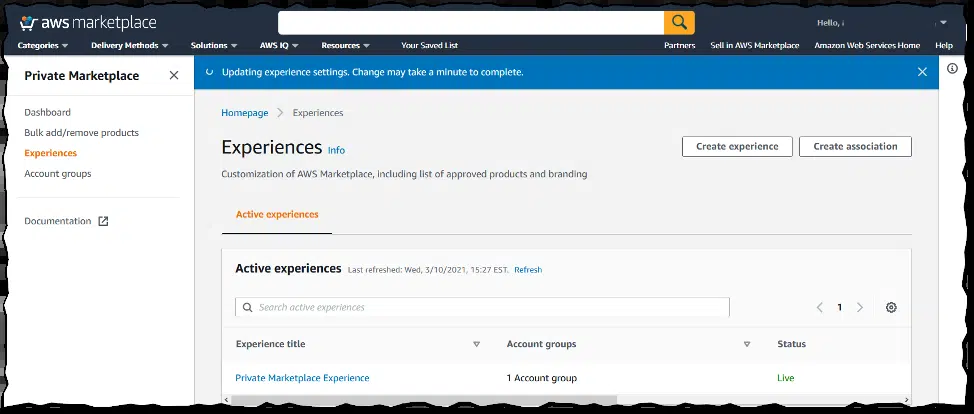 aws marketplace
Hello,
Categories Delivery Methods Solutions AWS IQ Resources Your Saved List Partners Sell in AWS Marketplace Amazon Web Services Home Help
Private Marketplace
Updating experience settings. Change may take a minute to complete.
Dashboard
Bulk add/remove products
Experiences
Account groups
Documentation
Homepage > Experiences
Experiences Info
Create experience Create association
Customization of AWS Marketplace, including list of approved products and branding
Active experiences
Active experiences Last refreshed: Wed, 3/10/2021, 15:27 EST. Refresh
Search active experiences
1
Experience title Account groups Status
Private Marketplace Experience 1 Account group Live